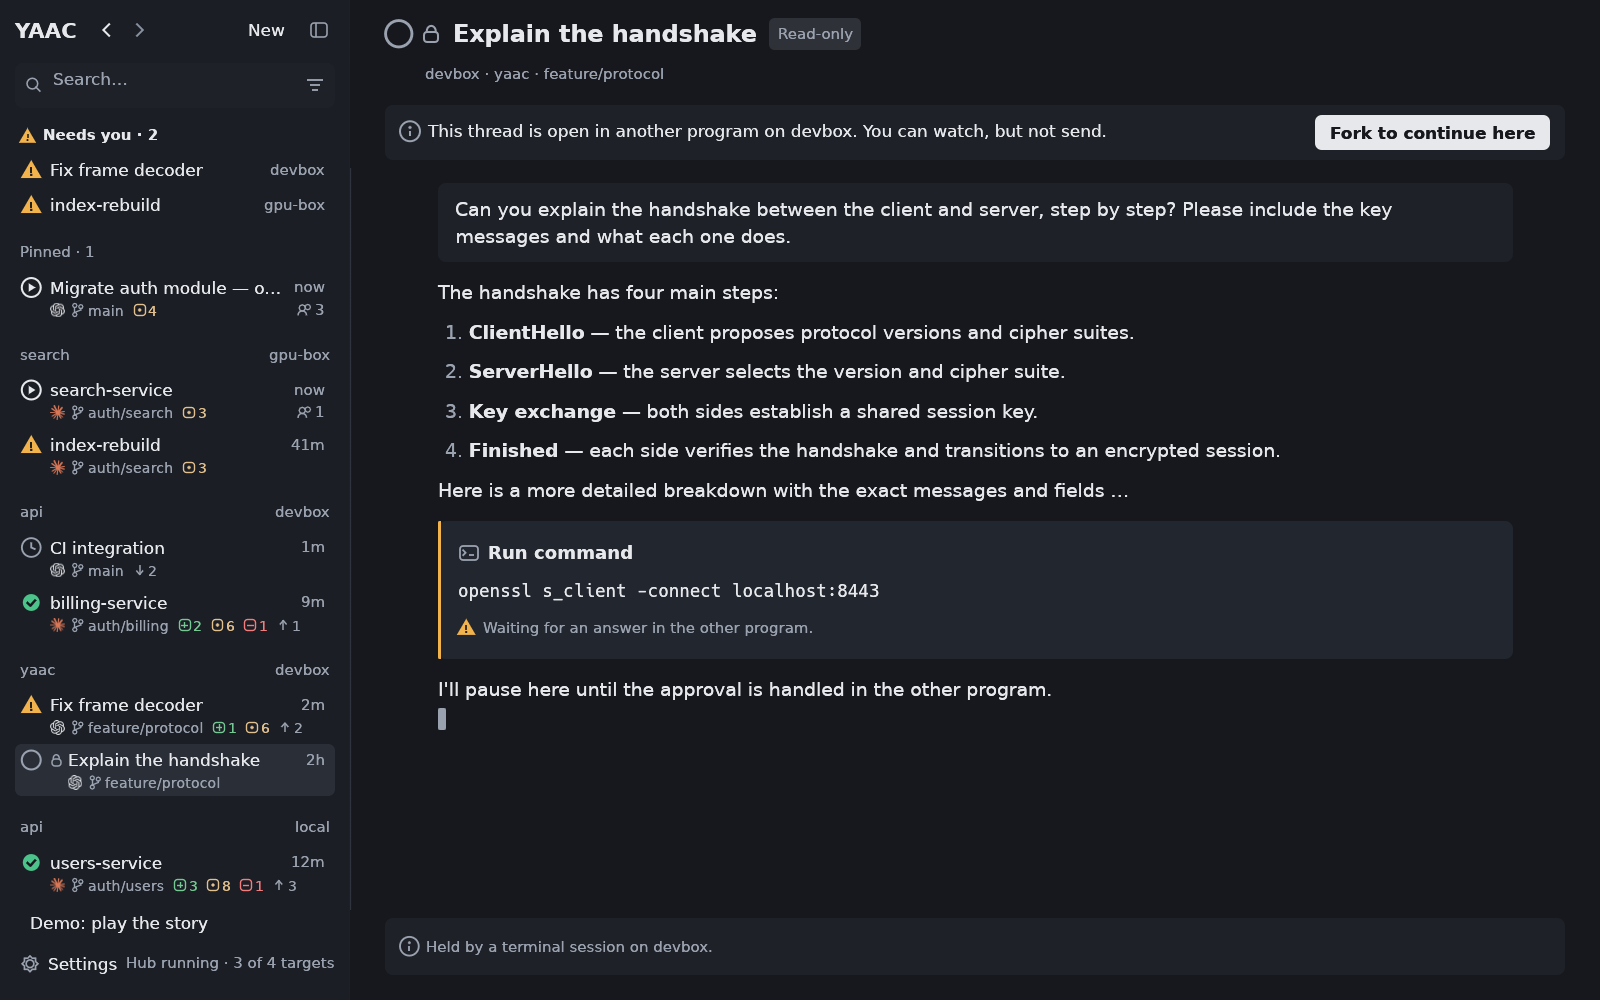 YAAC
New
Search...
Needs you · 2
Fix frame decoder devbox
index-rebuild gpu-box
Pinned · 1
Migrate auth module — o… now
main 4 3
search gpu-box
search-service now
auth/search 3 1
index-rebuild 41m
auth/search 3
api devbox
CI integration 1m
main ↓2
billing-service 9m
auth/billing 2 6 1 ↑1
yaac devbox
Fix frame decoder 2m
feature/protocol 1 6 ↑2
Explain the handshake 2h
feature/protocol
api local
users-service 12m
auth/users 3 8 1 ↑3
Demo: play the story
Settings Hub running · 3 of 4 targets
Explain the handshake Read-only
devbox · yaac · feature/protocol
This thread is open in another program on devbox. You can watch, but not send.
Fork to continue here
Can you explain the handshake between the client and server, step by step? Please include the key
messages and what each one does.
The handshake has four main steps:
1. ClientHello — the client proposes protocol versions and cipher suites.
2. ServerHello — the server selects the version and cipher suite.
3. Key exchange — both sides establish a shared session key.
4. Finished — each side verifies the handshake and transitions to an encrypted session.
Here is a more detailed breakdown with the exact messages and fields …
Run command
openssl s_client -connect localhost:8443
Waiting for an answer in the other program.
I'll pause here until the approval is handled in the other program.
Held by a terminal session on devbox.